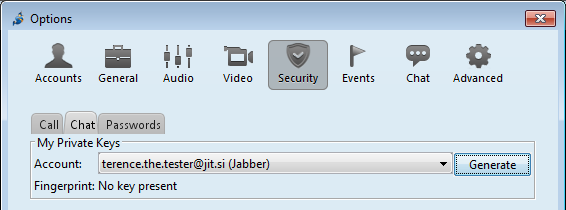 Options
Accounts General Audio Video Security Events Chat Advanced
Call Chat Passwords
My Private Keys
Account: terence.the.tester@jit.si (Jabber) Generate
Fingerprint: No key present